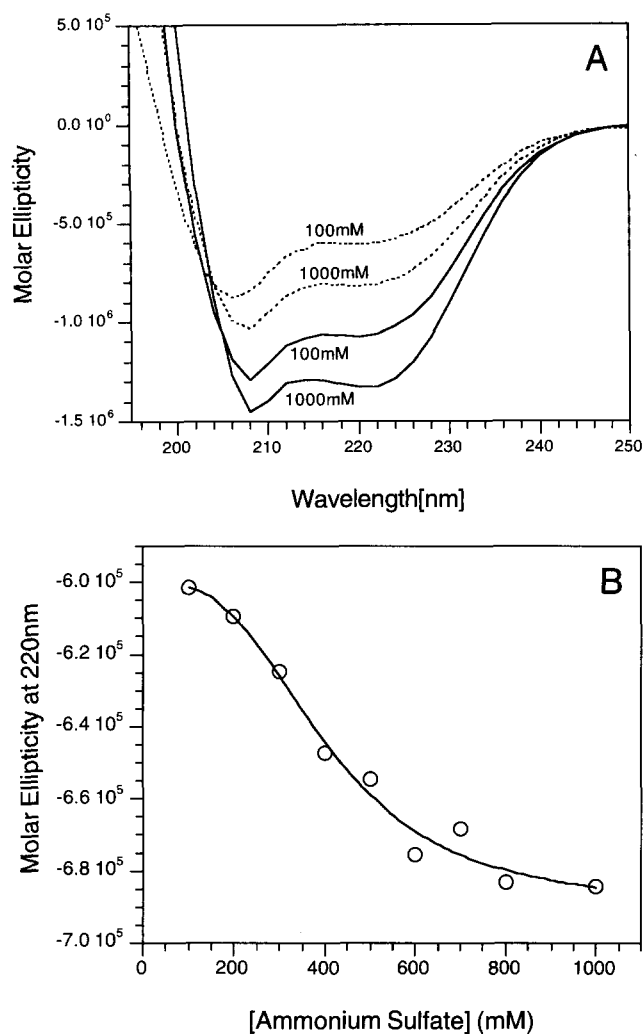 A
5.0 10⁵
0.0 10⁰
-5.0 10⁵
-1.0 10⁶
-1.5 10⁶
Molar Ellipticity
100mM
1000mM
100mM
1000mM
200 210 220 230 240 250
Wavelength[nm]
B
-6.0 10⁵
-6.2 10⁵
-6.4 10⁵
-6.6 10⁵
-6.8 10⁵
-7.0 10⁵
Molar Ellipticity at 220nm
0 200 400 600 800 1000
[Ammonium Sulfate] (mM)